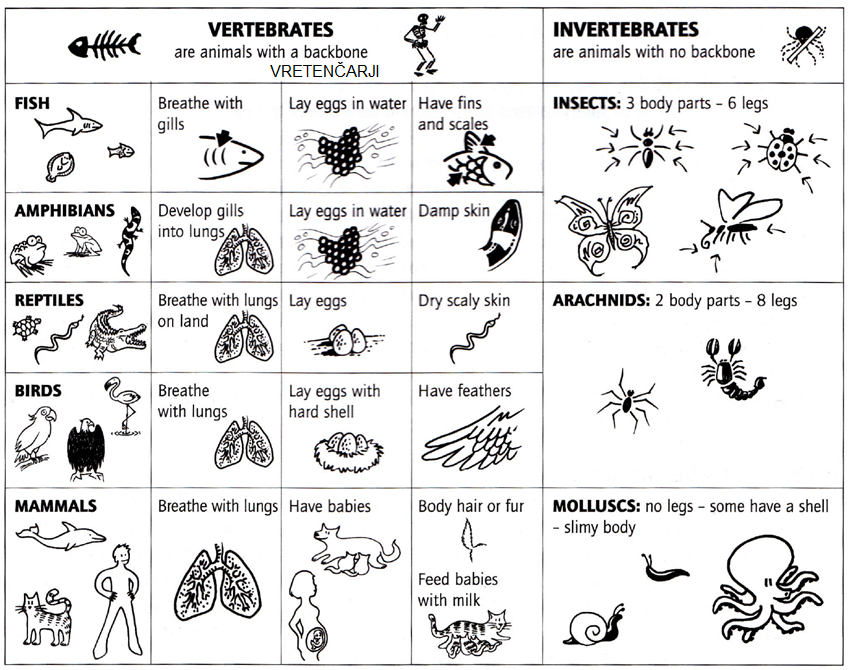 VERTEBRATES
are animals with a backbone
VRETENČARJI
INVERTEBRATES
are animals with no backbone
FISH
Breathe with
gills
Lay eggs in water
Have fins
and scales
INSECTS: 3 body parts – 6 legs
AMPHIBIANS
Develop gills
into lungs
Lay eggs in water
Damp skin
REPTILES
Breathe with lungs
on land
Lay eggs
Dry scaly skin
ARACHNIDS: 2 body parts – 8 legs
BIRDS
Breathe
with lungs
Lay eggs with
hard shell
Have feathers
MAMMALS
Breathe with lungs
Have babies
Body hair or fur
Feed babies
with milk
MOLLUSCS: no legs – some have a shell
– slimy body